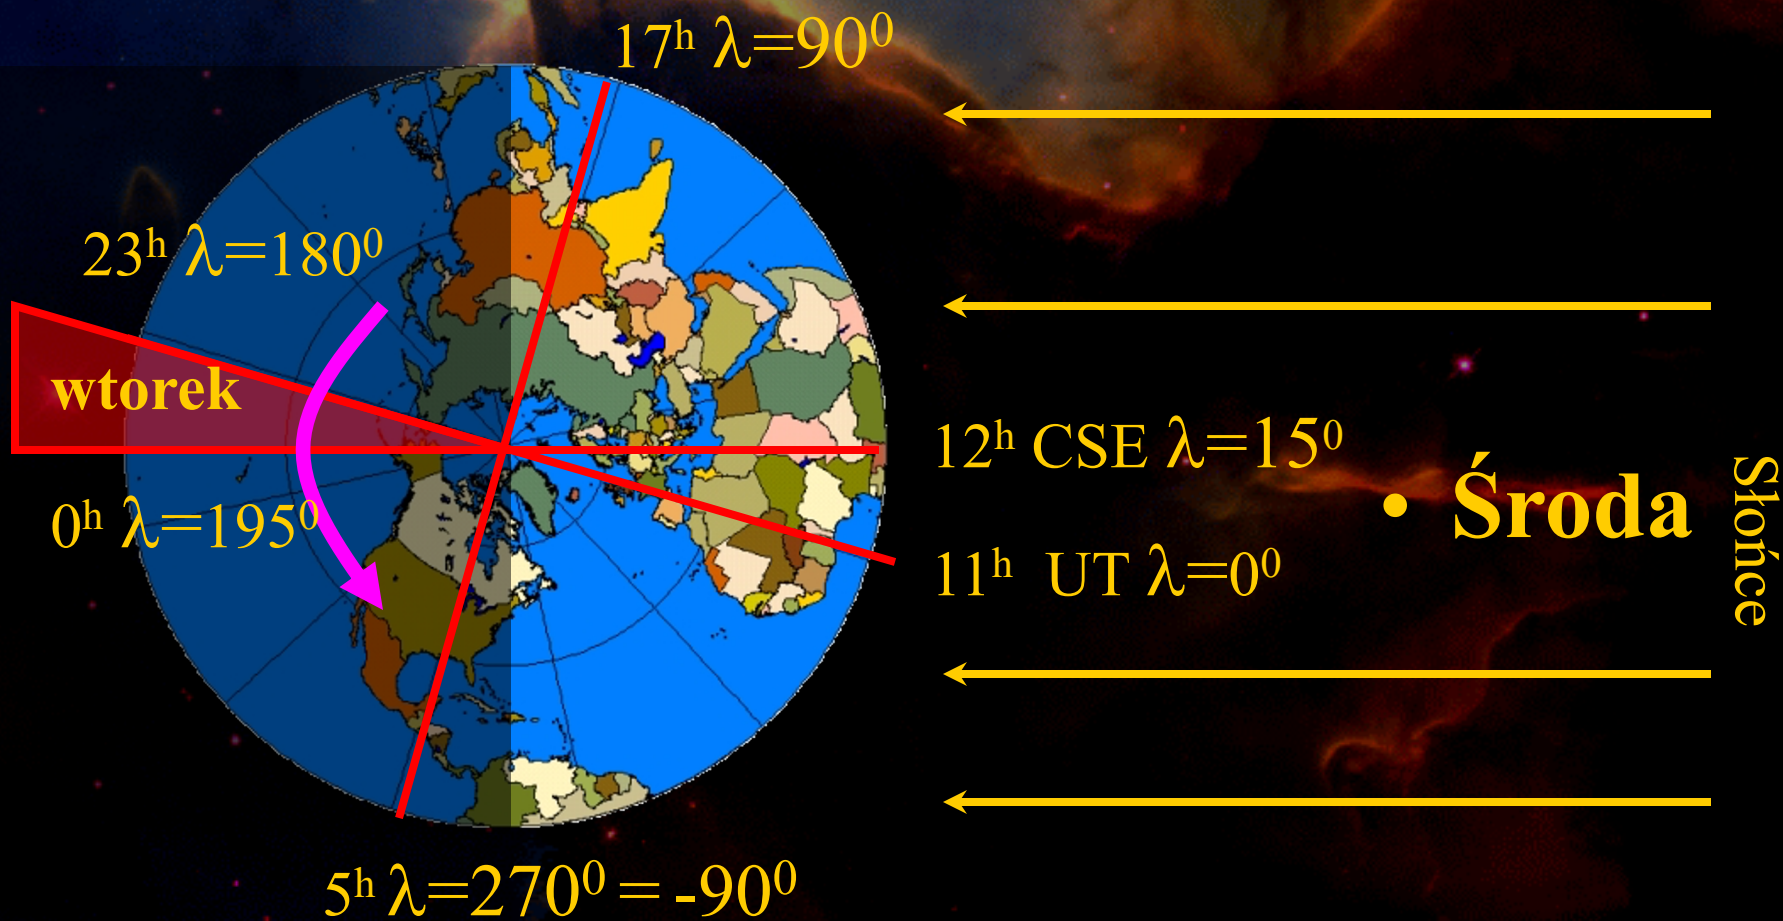 17ʰ λ=90⁰
23ʰ λ=180⁰
wtorek
12ʰ CSE λ=15⁰
• Środa
Słońce
0ʰ λ=195⁰
11ʰ UT λ=0⁰
5ʰ λ=270⁰ = -90⁰